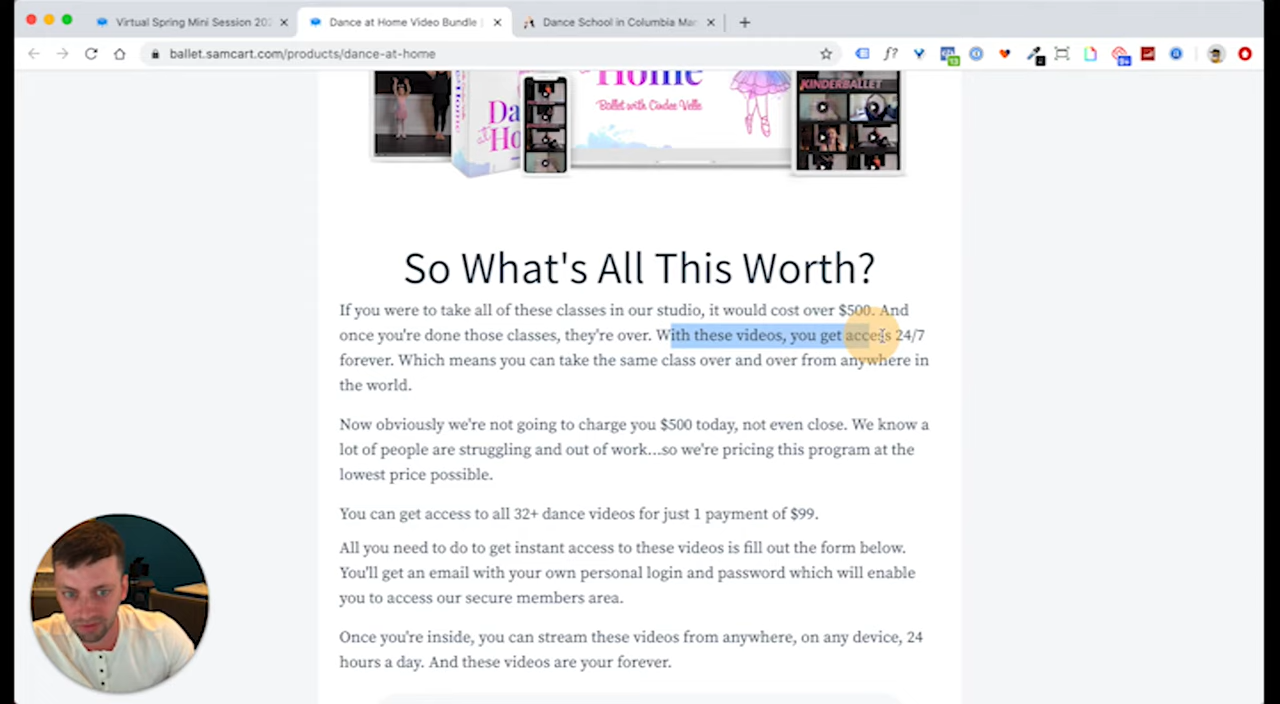 Virtual Spring Mini Session 202
Dance at Home Video Bundle |
Dance School in Columbia Mar
ballet.samcart.com/products/dance-at-home
f?
13
9+
Home
Ballet with Cindee Velle
KINDERBALLET
Da
Ho
So What's All This Worth?
If you were to take all of these classes in our studio, it would cost over $500. And
once you're done those classes, they're over. With these videos, you get access 24/7
forever. Which means you can take the same class over and over from anywhere in
the world.
Now obviously we're not going to charge you $500 today, not even close. We know a
lot of people are struggling and out of work...so we're pricing this program at the
lowest price possible.
You can get access to all 32+ dance videos for just 1 payment of $99.
All you need to do to get instant access to these videos is fill out the form below.
You'll get an email with your own personal login and password which will enable
you to access our secure members area.
Once you're inside, you can stream these videos from anywhere, on any device, 24
hours a day. And these videos are your forever.